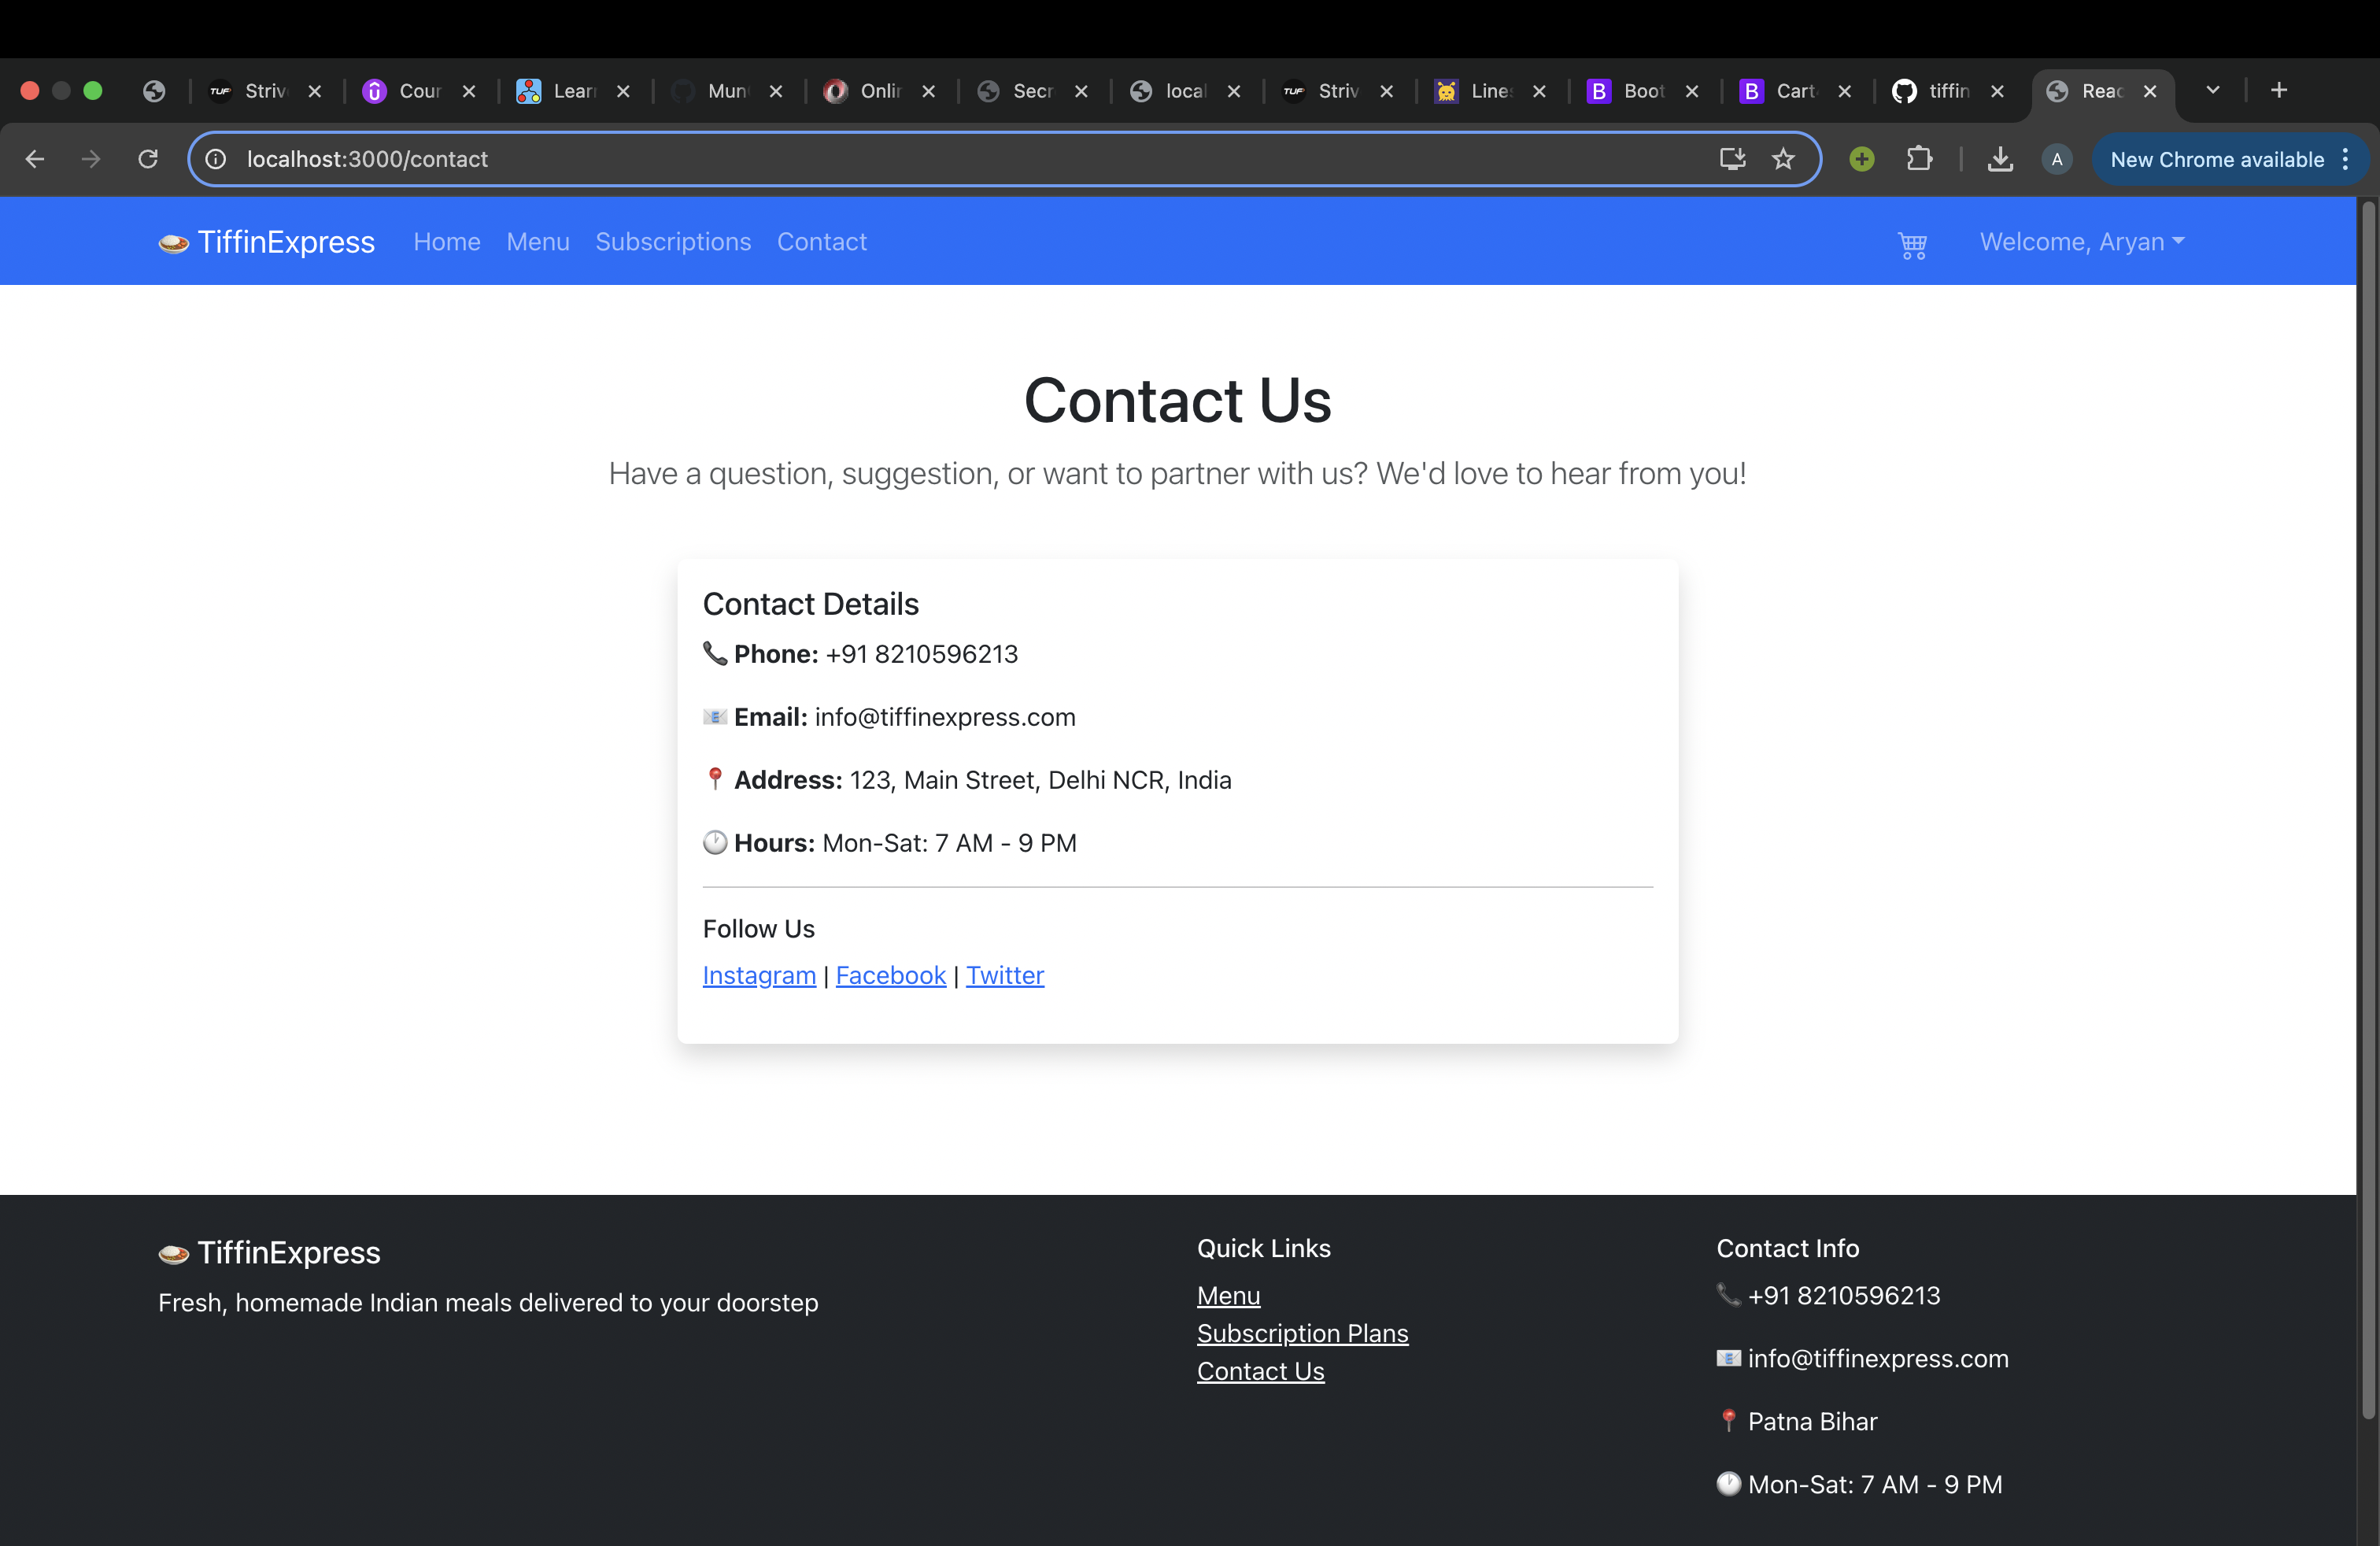 TUF Striv
Cour
Lear
Mun
Onlin
Secr
local
TUF Striv
Lines
B Boot
B Cart
tiffin
Reac
localhost:3000/contact
A
New Chrome available
TiffinExpress Home Menu Subscriptions Contact Welcome, Aryan
Contact Us
Have a question, suggestion, or want to partner with us? We'd love to hear from you!
Contact Details
📞 Phone: +91 8210596213
📧 Email: info@tiffinexpress.com
📍 Address: 123, Main Street, Delhi NCR, India
🕐 Hours: Mon-Sat: 7 AM - 9 PM
Follow Us
Instagram | Facebook | Twitter
TiffinExpress
Fresh, homemade Indian meals delivered to your doorstep
Quick Links
Menu
Subscription Plans
Contact Us
Contact Info
📞 +91 8210596213
📧 info@tiffinexpress.com
📍 Patna Bihar
🕐 Mon-Sat: 7 AM - 9 PM